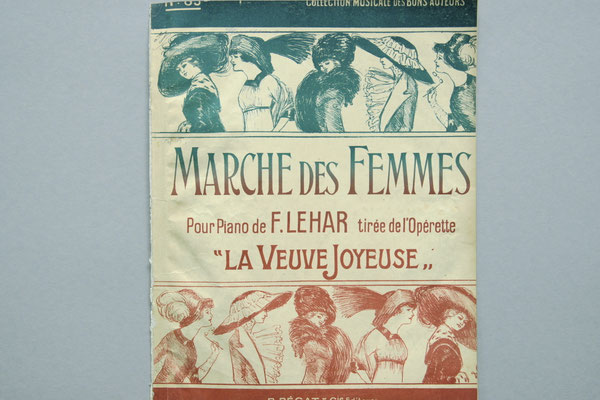 COLLECTION MUSICALE DES BONS AUTEURS
MARCHE DES FEMMES
Pour Piano de F. LEHAR tirée de l'Opérette
"LA VEUVE JOYEUSE„